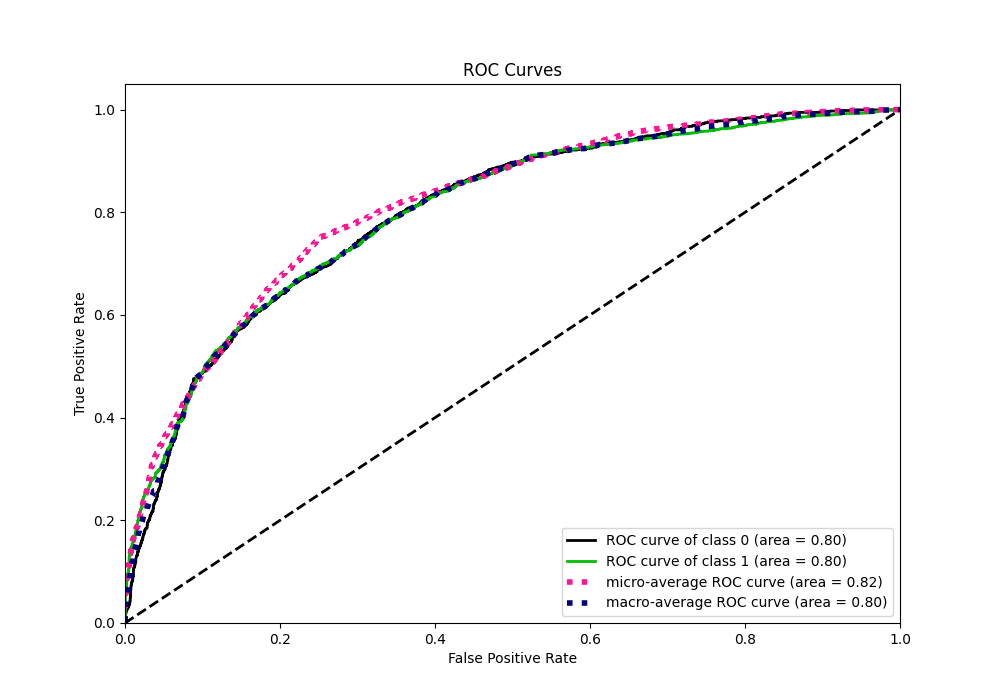 ROC Curves
1.0
0.8
0.6
0.4
0.2
0.0
True Positive Rate
0.0 0.2 0.4 0.6 0.8 1.0
False Positive Rate
ROC curve of class 0 (area = 0.80)
ROC curve of class 1 (area = 0.80)
micro-average ROC curve (area = 0.82)
macro-average ROC curve (area = 0.80)